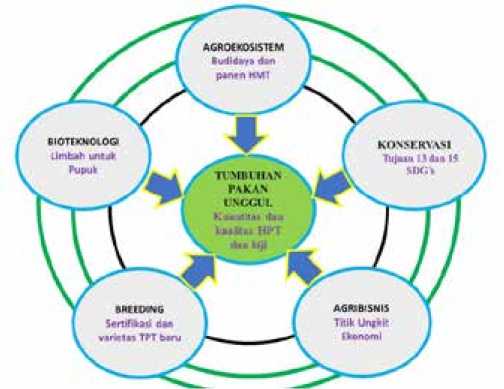 AGROEKOSISTEM
Budidaya dan
panen HMT
BIOTEKNOLOGI
Limbah untuk
Pupuk
KONSERVASI
Tujuan 13 dan 15
SDG's
TUMBUHAN
PAKAN
UNGGUL
Kuantitas dan
kualitas HPT
dan biji
BREEDING
Sertifikasi dan
varietas TPT baru
AGRIBISNIS
Titik Ungkit
Ekonomi